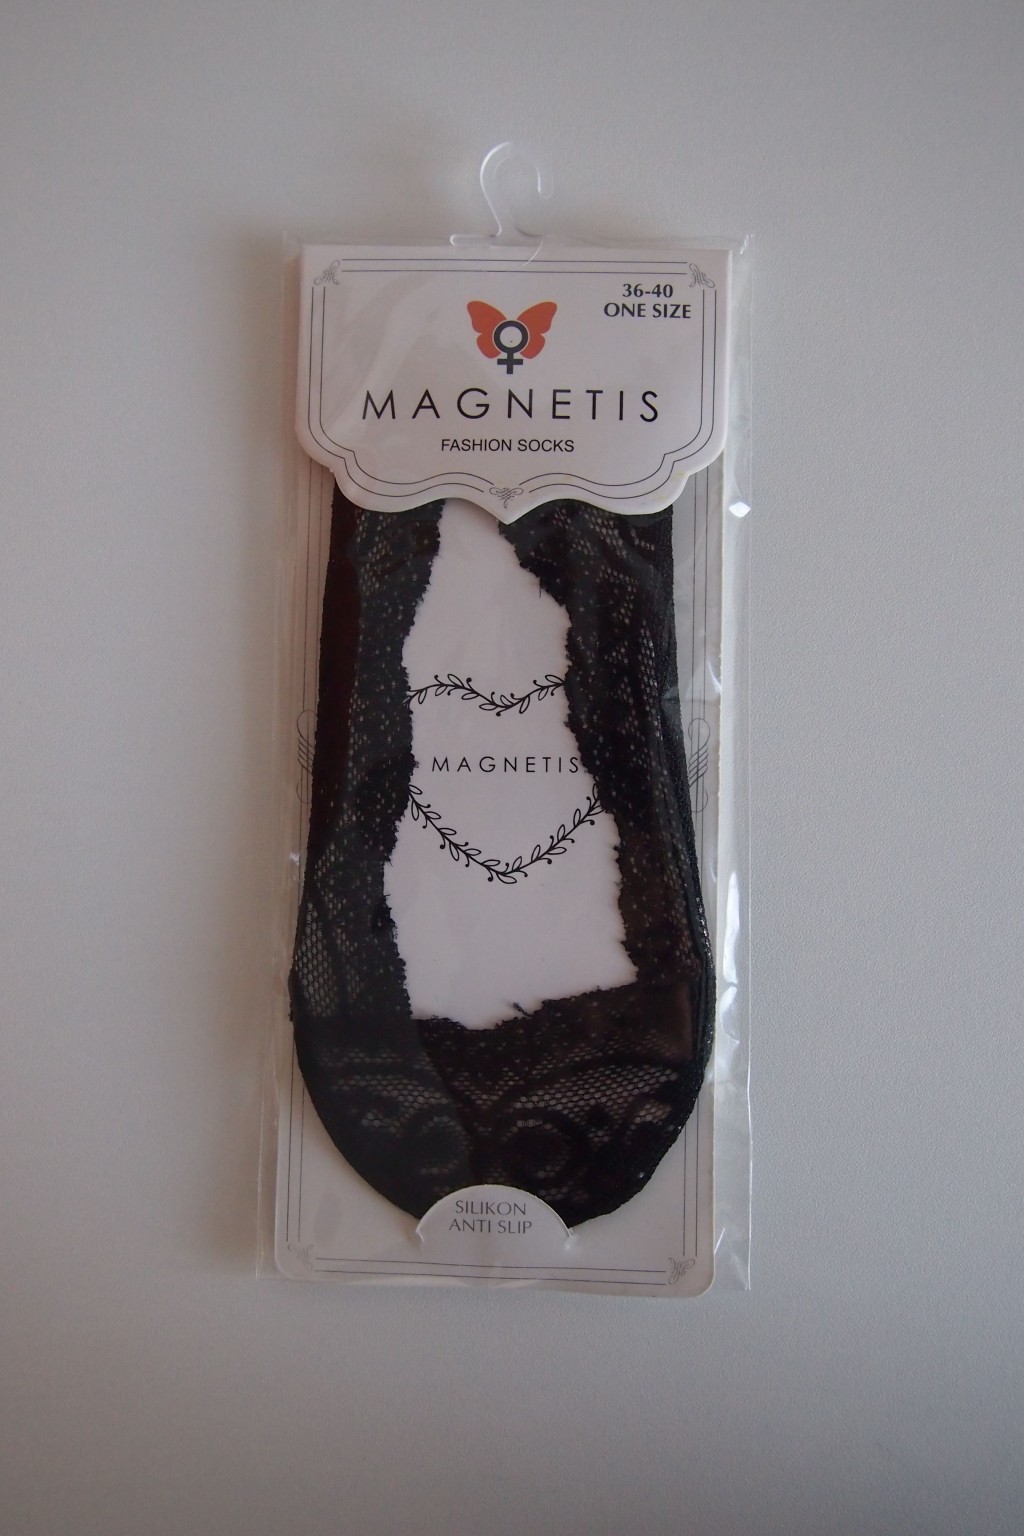 36-40
ONE SIZE
MAGNETIS
FASHION SOCKS
MAGNETIS
SILIKON
ANTI SLIP